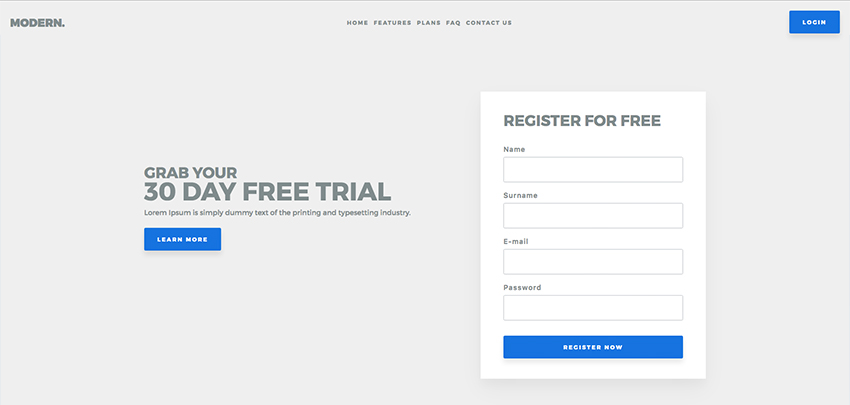 MODERN.
HOME FEATURES PLANS FAQ CONTACT US
LOGIN
GRAB YOUR
30 DAY FREE TRIAL
Lorem Ipsum is simply dummy text of the printing and typesetting industry.
LEARN MORE
REGISTER FOR FREE
Name
Surname
E-mail
Password
REGISTER NOW